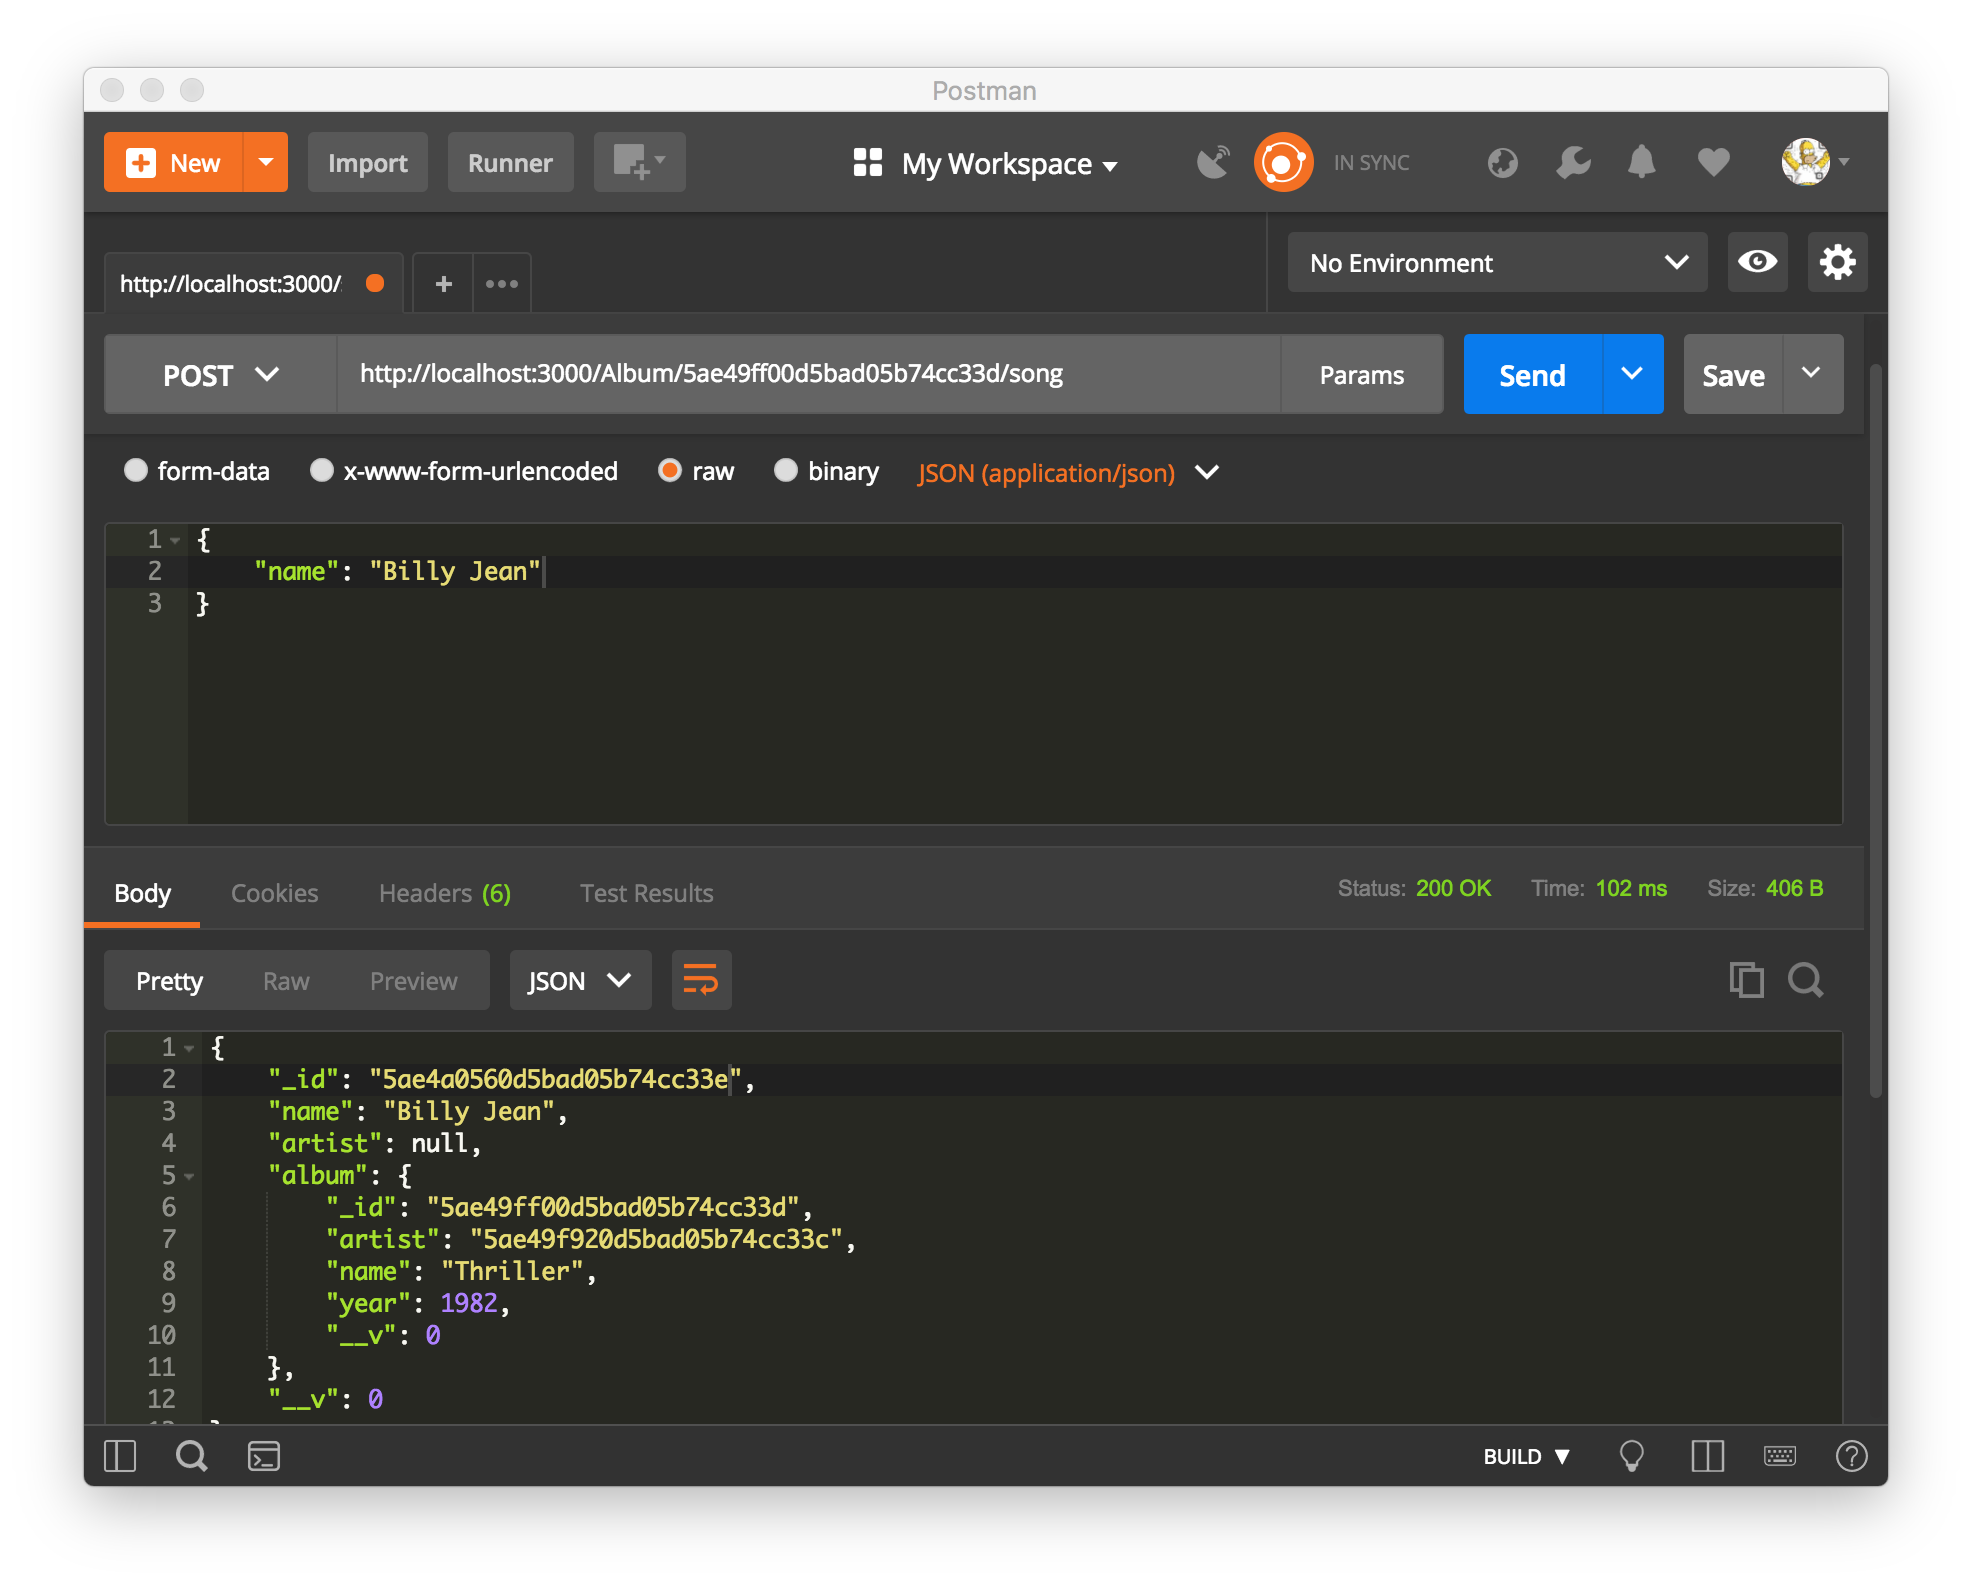 Postman
New Import Runner My Workspace IN SYNC
http://localhost:3000/ No Environment
POST http://localhost:3000/Album/5ae49ff00d5bad05b74cc33d/song Params Send Save
form-data x-www-form-urlencoded raw binary JSON (application/json)
1 {
2 "name": "Billy Jean"
3 }
Body Cookies Headers (6) Test Results Status: 200 OK Time: 102 ms Size: 406 B
Pretty Raw Preview JSON
1 {
2 "_id": "5ae4a0560d5bad05b74cc33e",
3 "name": "Billy Jean",
4 "artist": null,
5 "album": {
6 "_id": "5ae49ff00d5bad05b74cc33d",
7 "artist": "5ae49f920d5bad05b74cc33c",
8 "name": "Thriller",
9 "year": 1982,
10 "__v": 0
11 },
12 "__v": 0
BUILD ▼